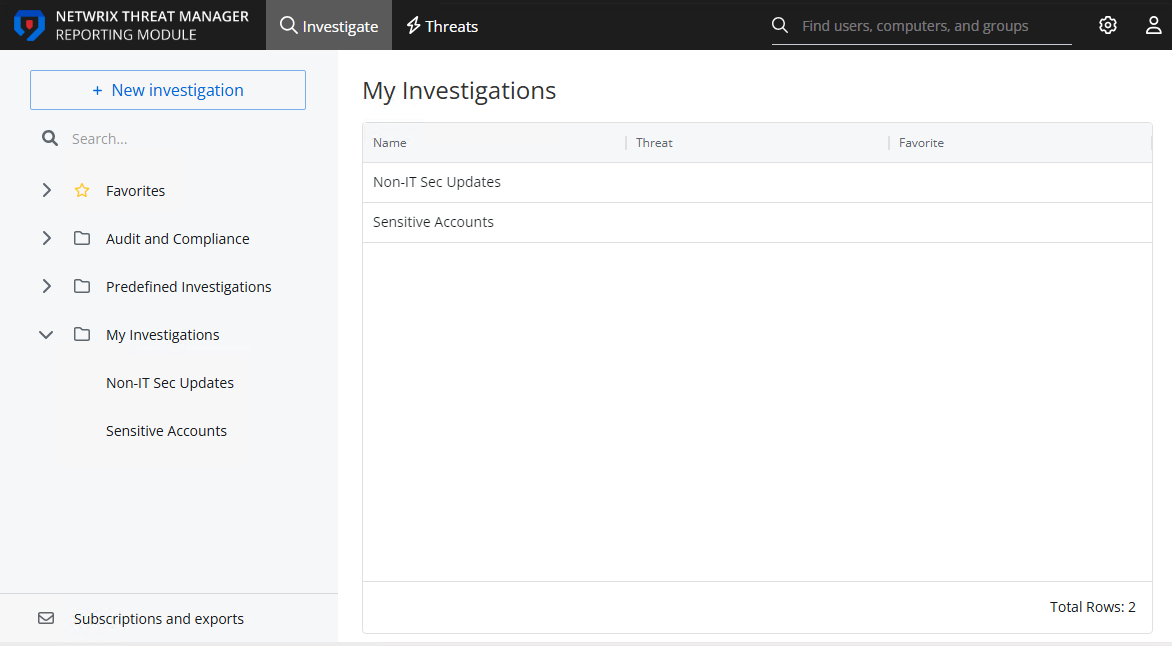 NETWRIX THREAT MANAGER
REPORTING MODULE
Investigate
Threats
Find users, computers, and groups
+ New investigation
Search...
Favorites
Audit and Compliance
Predefined Investigations
My Investigations
Non-IT Sec Updates
Sensitive Accounts
Subscriptions and exports
My Investigations
Name Threat Favorite
Non-IT Sec Updates
Sensitive Accounts
Total Rows: 2